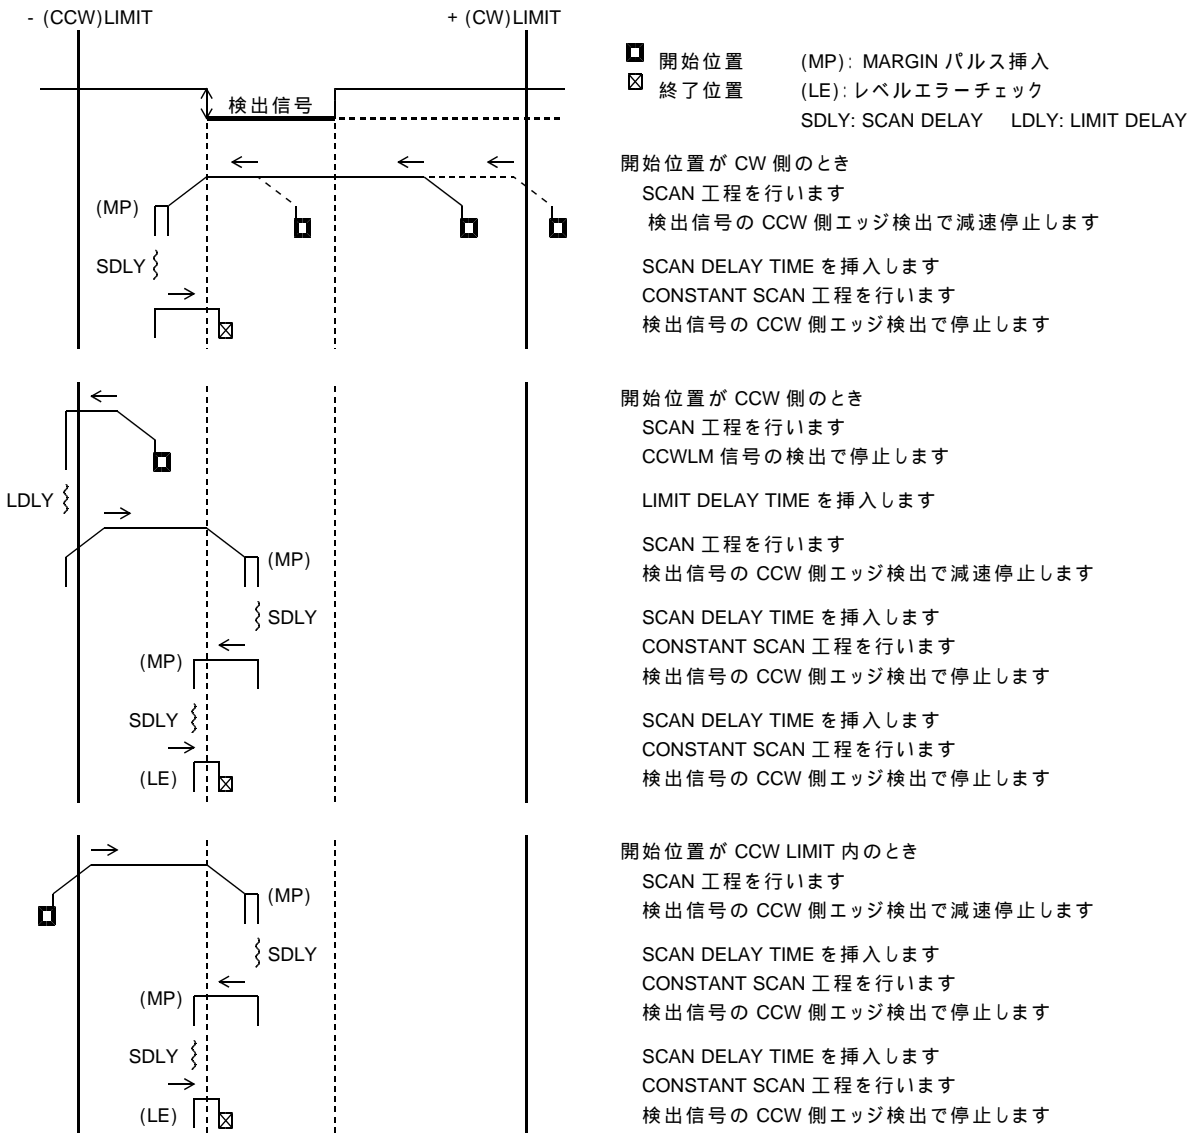 - (CCW)LIMIT
+ (CW)LIMIT
検出信号
開始位置 (MP): MARGIN パルス挿入
終了位置 (LE):レベルエラーチェック
SDLY: SCAN DELAY LDLY: LIMIT DELAY
開始位置が CW 側のとき
SCAN 工程を行います
検出信号の CCW 側エッジ検出で減速停止します
SCAN DELAY TIME を挿入します
CONSTANT SCAN 工程を行います
検出信号の CCW 側エッジ検出で停止します
(MP)
SDLY
開始位置が CCW 側のとき
SCAN 工程を行います
CCWLM 信号の検出で停止します
LIMIT DELAY TIME を挿入します
SCAN 工程を行います
検出信号の CCW 側エッジ検出で減速停止します
SCAN DELAY TIME を挿入します
CONSTANT SCAN 工程を行います
検出信号の CCW 側エッジ検出で停止します
SCAN DELAY TIME を挿入します
CONSTANT SCAN 工程を行います
検出信号の CCW 側エッジ検出で停止します
LDLY
(MP)
SDLY
(MP)
SDLY
(LE)
開始位置が CCW LIMIT 内のとき
SCAN 工程を行います
検出信号の CCW 側エッジ検出で減速停止します
SCAN DELAY TIME を挿入します
CONSTANT SCAN 工程を行います
検出信号の CCW 側エッジ検出で停止します
SCAN DELAY TIME を挿入します
CONSTANT SCAN 工程を行います
検出信号の CCW 側エッジ検出で停止します
(MP)
SDLY
(MP)
SDLY
(LE)